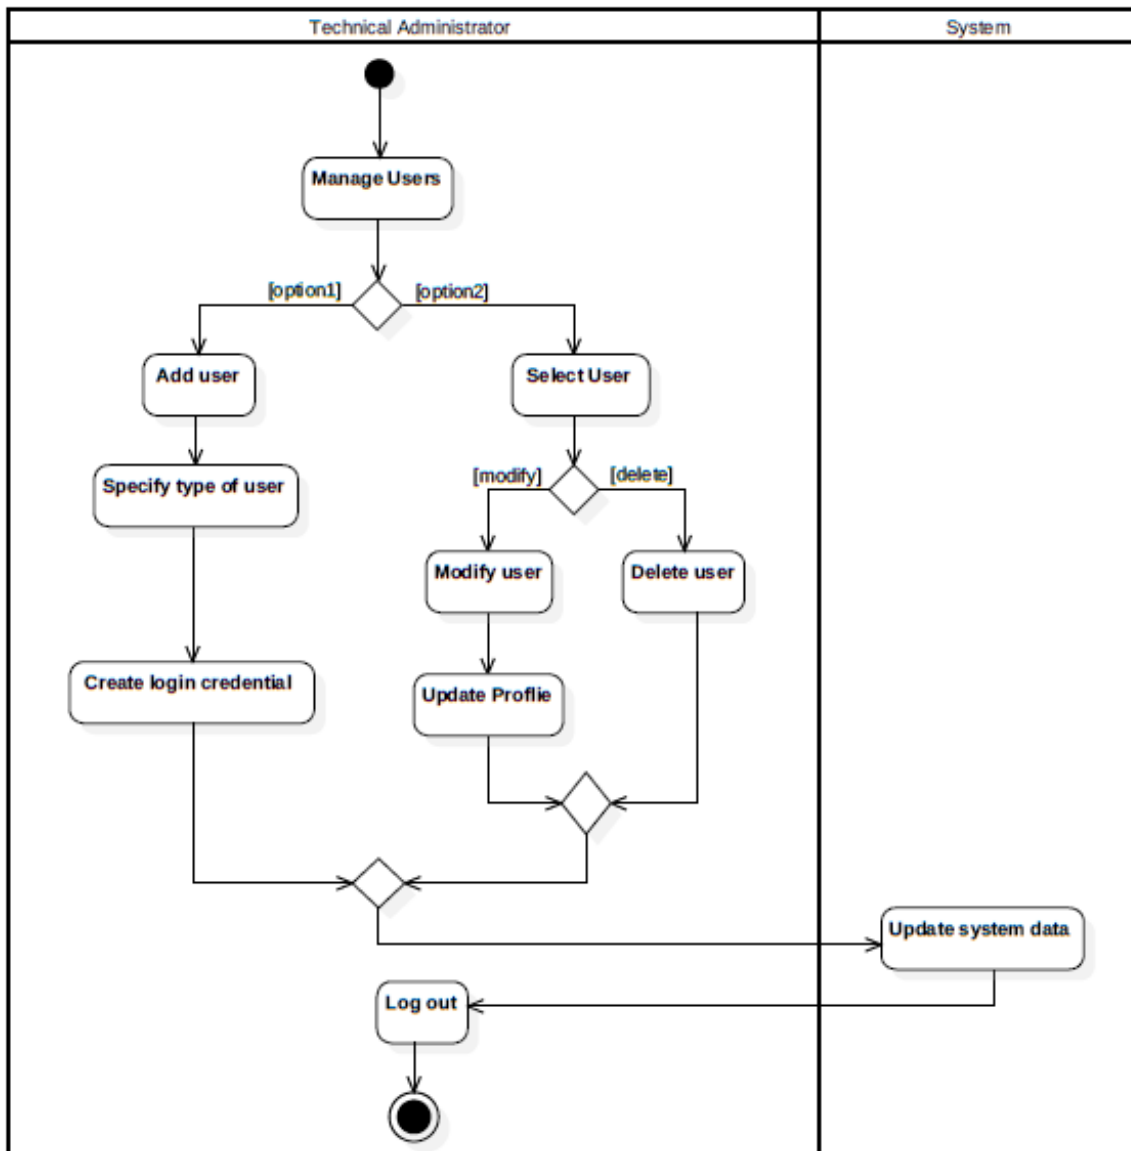 Technical Administrator
System
Manage Users
[option1]
[option2]
Add user
Select User
Specify type of user
[modify]
[delete]
Modify user
Delete user
Create login credential
Update Proflie
Update system data
Log out